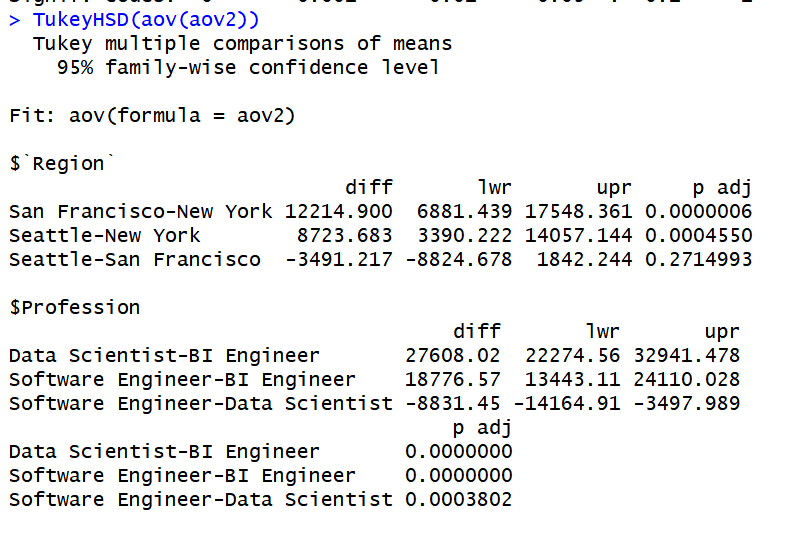 > TukeyHSD(aov(aov2))
  Tukey multiple comparisons of means
    95% family-wise confidence level

Fit: aov(formula = aov2)

$`Region`
                            diff       lwr       upr     p adj
San Francisco-New York 12214.900  6881.439 17548.361 0.0000006
Seattle-New York        8723.683  3390.222 14057.144 0.0004550
Seattle-San Francisco  -3491.217 -8824.678  1842.244 0.2714993

$Profession
                                     diff       lwr       upr
Data Scientist-BI Engineer       27608.02  22274.56 32941.478
Software Engineer-BI Engineer    18776.57  13443.11 24110.028
Software Engineer-Data Scientist -8831.45 -14164.91 -3497.989
                                     p adj
Data Scientist-BI Engineer       0.0000000
Software Engineer-BI Engineer    0.0000000
Software Engineer-Data Scientist 0.0003802